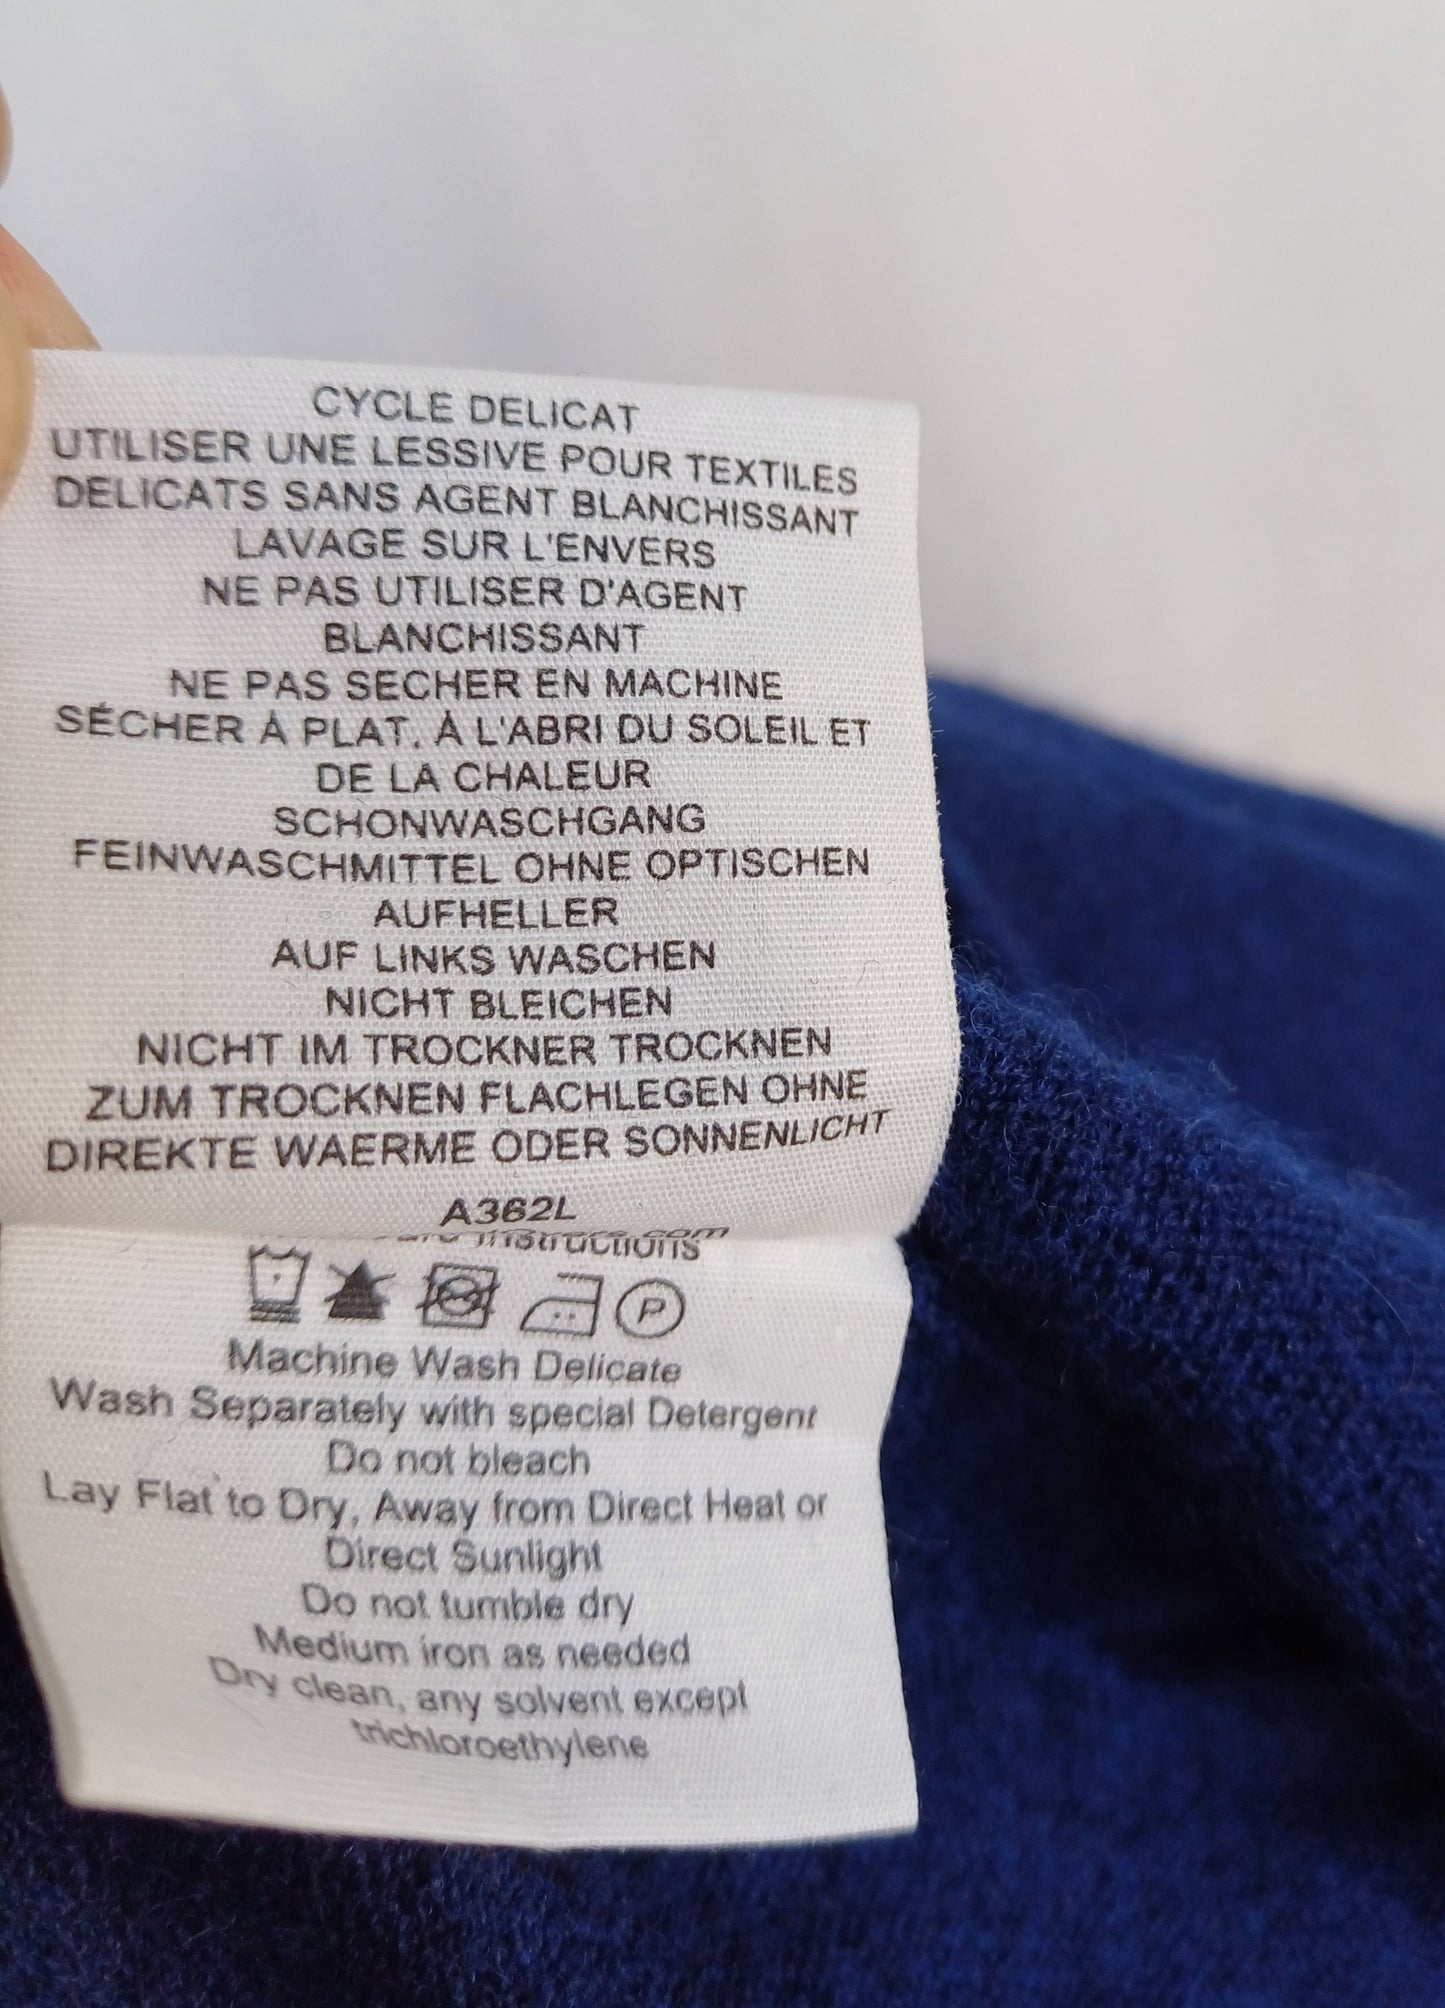 CYCLE DELICAT
UTILISER UNE LESSIVE POUR TEXTILES
DELICATS SANS AGENT BLANCHISSANT
LAVAGE SUR L'ENVERS
NE PAS UTILISER D'AGENT
BLANCHISSANT
NE PAS SECHER EN MACHINE
SÉCHER À PLAT, À L'ABRI DU SOLEIL ET
DE LA CHALEUR
SCHONWASCHGANG
FEINWASCHMITTEL OHNE OPTISCHEN
AUFHELLER
AUF LINKS WASCHEN
NICHT BLEICHEN
NICHT IM TROCKNER TROCKNEN
ZUM TROCKNEN FLACHLEGEN OHNE
DIREKTE WAERME ODER SONNENLICHT
A362L
Instructions
P
Machine Wash Delicate
Wash Separately with special Detergent
Do not bleach
Lay Flat to Dry, Away from Direct Heat or
Direct Sunlight
Do not tumble dry
Medium iron as needed
Dry clean, any solvent except
trichloroethylene